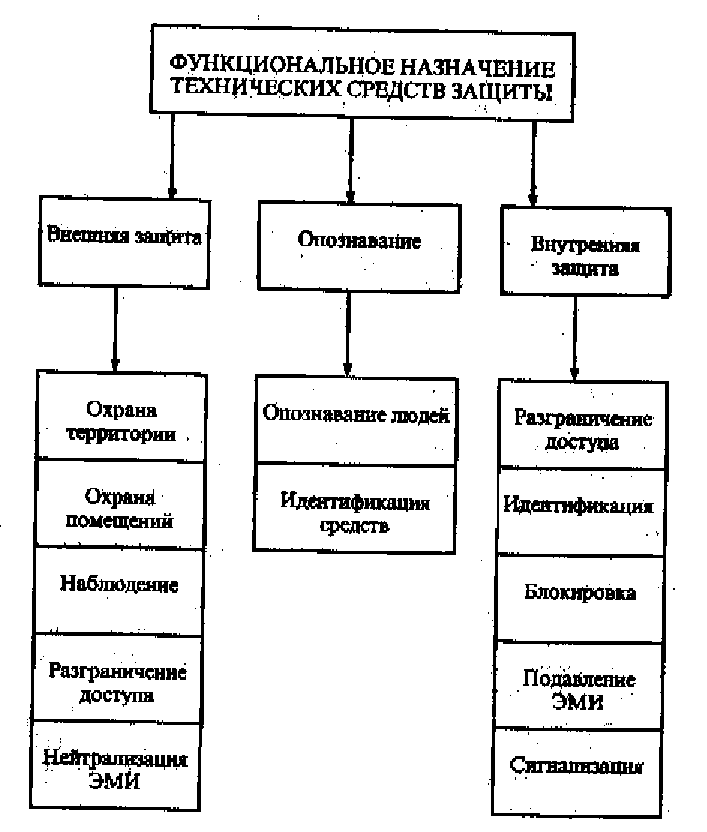 ФУНКЦИОНАЛЬНОЕ НАЗНАЧЕНИЕ
ТЕХНИЧЕСКИХ СРЕДСТВ ЗАЩИТЫ
Внешняя защита
Опознавание
Внутренняя
защита
Охрана
территории
Охрана
помещений
Наблюдение
Разграничение
доступа
Нейтрализация
ЭМИ
Опознавание людей
Идентификация
средств
Разграничение
доступа
Идентификация
Блокировка
Подавление
ЭМИ
Сигнализация